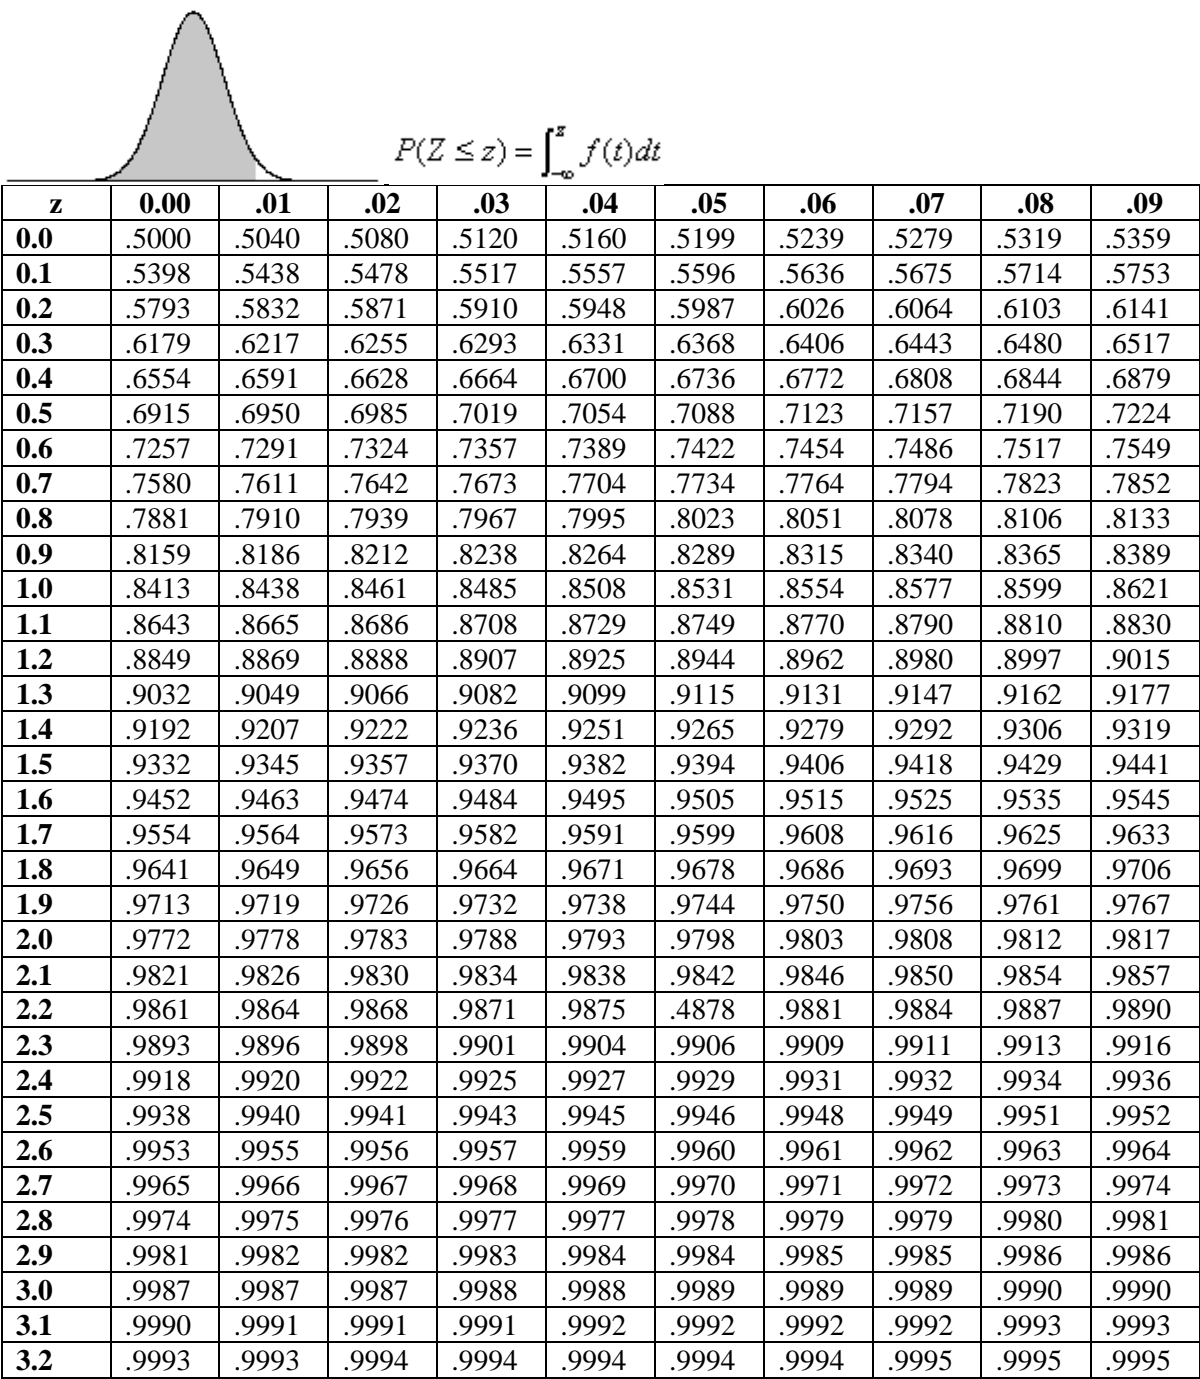 P(Z ≤ z) = ∫_{-∞}^{z} f(t)dt
z 0.00 .01 .02 .03 .04 .05 .06 .07 .08 .09
0.0 .5000 .5040 .5080 .5120 .5160 .5199 .5239 .5279 .5319 .5359
0.1 .5398 .5438 .5478 .5517 .5557 .5596 .5636 .5675 .5714 .5753
0.2 .5793 .5832 .5871 .5910 .5948 .5987 .6026 .6064 .6103 .6141
0.3 .6179 .6217 .6255 .6293 .6331 .6368 .6406 .6443 .6480 .6517
0.4 .6554 .6591 .6628 .6664 .6700 .6736 .6772 .6808 .6844 .6879
0.5 .6915 .6950 .6985 .7019 .7054 .7088 .7123 .7157 .7190 .7224
0.6 .7257 .7291 .7324 .7357 .7389 .7422 .7454 .7486 .7517 .7549
0.7 .7580 .7611 .7642 .7673 .7704 .7734 .7764 .7794 .7823 .7852
0.8 .7881 .7910 .7939 .7967 .7995 .8023 .8051 .8078 .8106 .8133
0.9 .8159 .8186 .8212 .8238 .8264 .8289 .8315 .8340 .8365 .8389
1.0 .8413 .8438 .8461 .8485 .8508 .8531 .8554 .8577 .8599 .8621
1.1 .8643 .8665 .8686 .8708 .8729 .8749 .8770 .8790 .8810 .8830
1.2 .8849 .8869 .8888 .8907 .8925 .8944 .8962 .8980 .8997 .9015
1.3 .9032 .9049 .9066 .9082 .9099 .9115 .9131 .9147 .9162 .9177
1.4 .9192 .9207 .9222 .9236 .9251 .9265 .9279 .9292 .9306 .9319
1.5 .9332 .9345 .9357 .9370 .9382 .9394 .9406 .9418 .9429 .9441
1.6 .9452 .9463 .9474 .9484 .9495 .9505 .9515 .9525 .9535 .9545
1.7 .9554 .9564 .9573 .9582 .9591 .9599 .9608 .9616 .9625 .9633
1.8 .9641 .9649 .9656 .9664 .9671 .9678 .9686 .9693 .9699 .9706
1.9 .9713 .9719 .9726 .9732 .9738 .9744 .9750 .9756 .9761 .9767
2.0 .9772 .9778 .9783 .9788 .9793 .9798 .9803 .9808 .9812 .9817
2.1 .9821 .9826 .9830 .9834 .9838 .9842 .9846 .9850 .9854 .9857
2.2 .9861 .9864 .9868 .9871 .9875 .4878 .9881 .9884 .9887 .9890
2.3 .9893 .9896 .9898 .9901 .9904 .9906 .9909 .9911 .9913 .9916
2.4 .9918 .9920 .9922 .9925 .9927 .9929 .9931 .9932 .9934 .9936
2.5 .9938 .9940 .9941 .9943 .9945 .9946 .9948 .9949 .9951 .9952
2.6 .9953 .9955 .9956 .9957 .9959 .9960 .9961 .9962 .9963 .9964
2.7 .9965 .9966 .9967 .9968 .9969 .9970 .9971 .9972 .9973 .9974
2.8 .9974 .9975 .9976 .9977 .9977 .9978 .9979 .9979 .9980 .9981
2.9 .9981 .9982 .9982 .9983 .9984 .9984 .9985 .9985 .9986 .9986
3.0 .9987 .9987 .9987 .9988 .9988 .9989 .9989 .9989 .9990 .9990
3.1 .9990 .9991 .9991 .9991 .9992 .9992 .9992 .9992 .9993 .9993
3.2 .9993 .9993 .9994 .9994 .9994 .9994 .9994 .9995 .9995 .9995